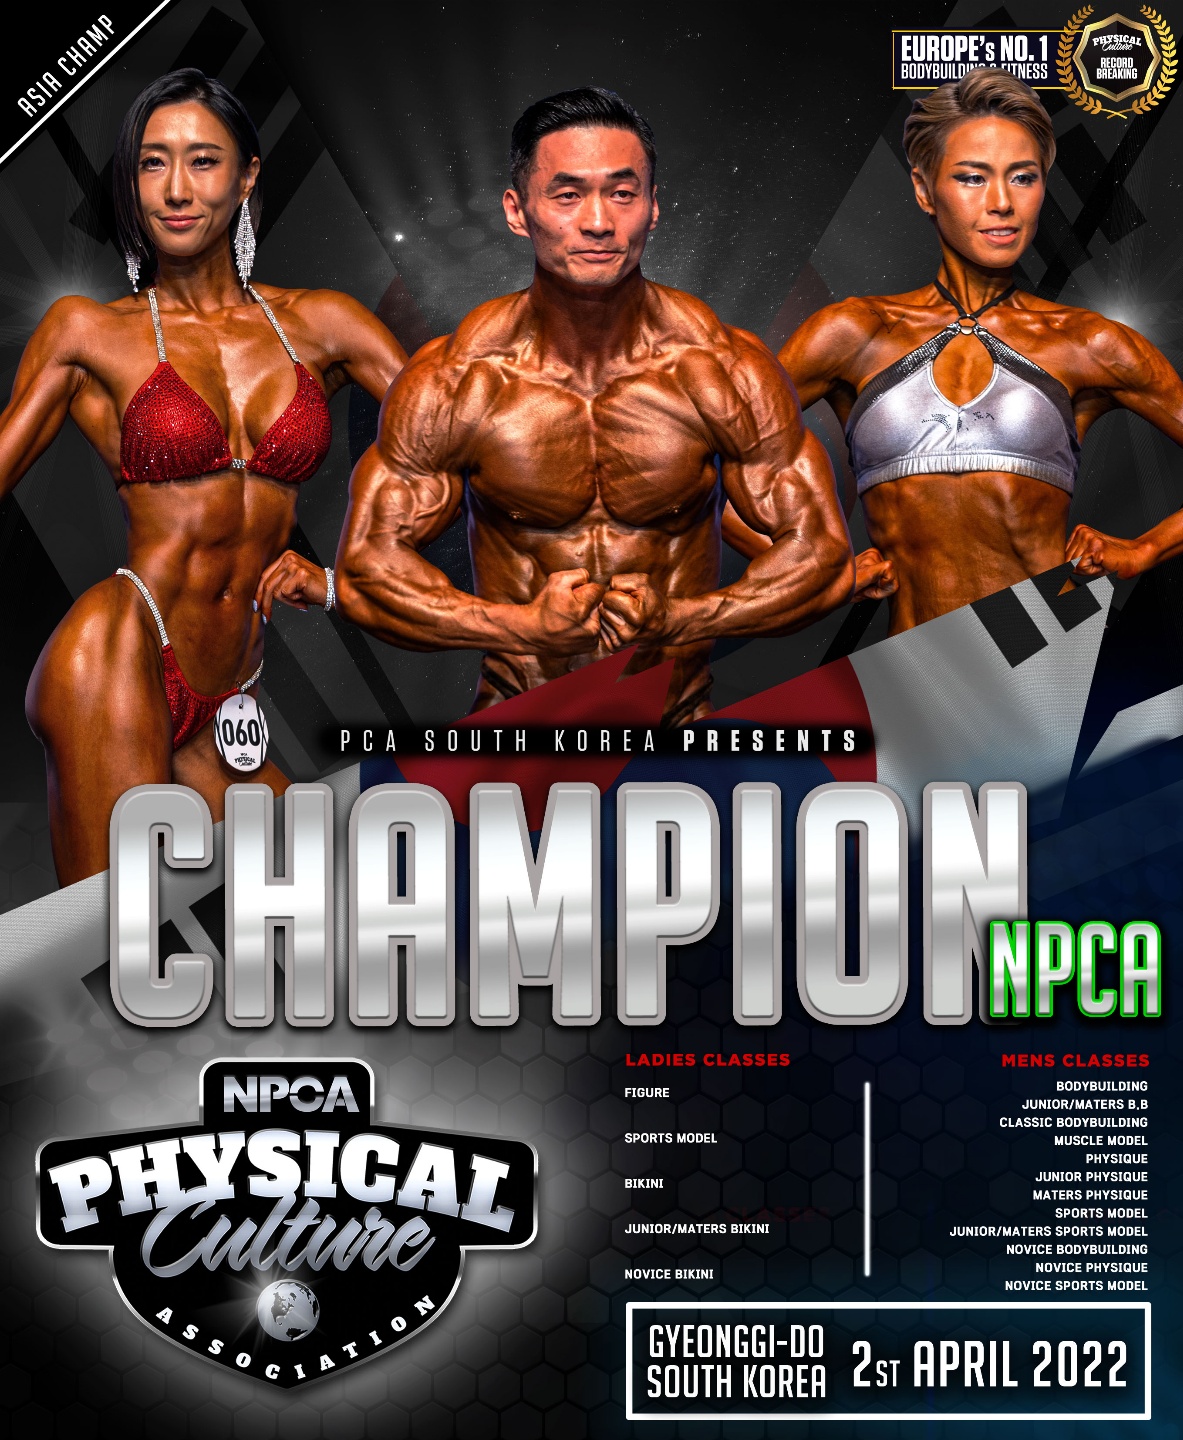 ASIA CHAMP
EUROPE's NO. 1
BODYBUILDING & FITNESS
PHYSICAL
Culture
RECORD
BREAKING
060
PCA SOUTH KOREA PRESENTS
CHAMPION
NPCA
NPCA
PHYSICAL
Culture
ASSOCIATION
LADIES CLASSES
FIGURE
SPORTS MODEL
BIKINI
JUNIOR/MATERS BIKINI
NOVICE BIKINI
MENS CLASSES
BODYBUILDING
JUNIOR/MATERS B,B
CLASSIC BODYBUILDING
MUSCLE MODEL
PHYSIQUE
JUNIOR PHYSIQUE
MATERS PHYSIQUE
SPORTS MODEL
JUNIOR/MATERS SPORTS MODEL
NOVICE BODYBUILDING
NOVICE PHYSIQUE
NOVICE SPORTS MODEL
GYEONGGI-DO
SOUTH KOREA
2ST APRIL 2022